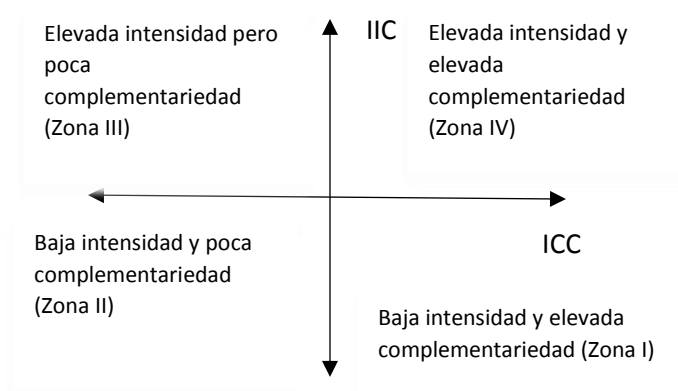 Elevada intensidad pero
poca
complementariedad
(Zona III)
IIC
Elevada intensidad y
elevada
complementariedad
(Zona IV)
Baja intensidad y poca
complementariedad
(Zona II)
ICC
Baja intensidad y elevada
complementariedad (Zona I)